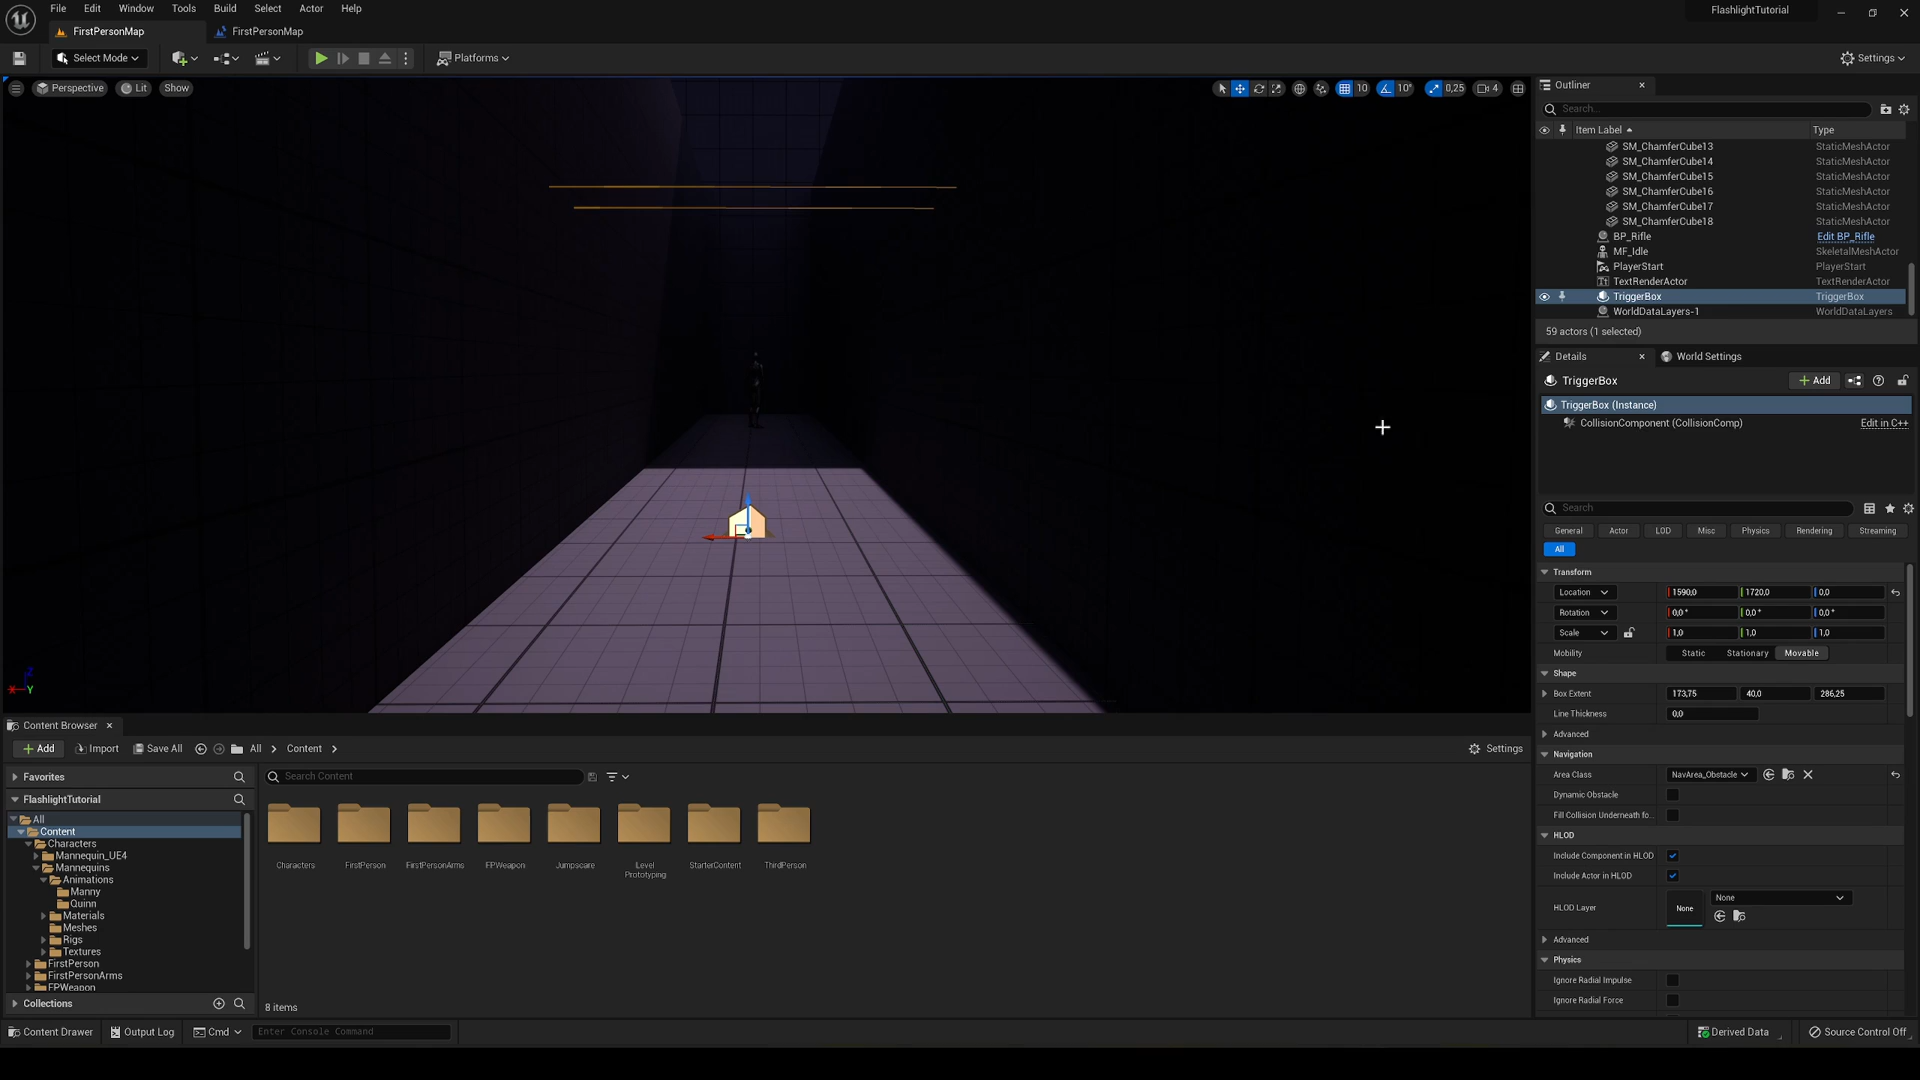 File Edit Window Tools Build Select Actor Help
FlashlightTutorial
FirstPersonMap
FirstPersonMap
Select Mode
Platforms
Settings
Perspective
Lit
Show
10
10°
0,25
4
Outliner
Search...
Item Label
Type
SM_ChamferCube13 StaticMeshActor
SM_ChamferCube14 StaticMeshActor
SM_ChamferCube15 StaticMeshActor
SM_ChamferCube16 StaticMeshActor
SM_ChamferCube17 StaticMeshActor
SM_ChamferCube18 StaticMeshActor
BP_Rifle Edit BP_Rifle
MF_Idle SkeletalMeshActor
PlayerStart PlayerStart
TextRenderActor TextRenderActor
TriggerBox TriggerBox
WorldDataLayers-1 WorldDataLayers
59 actors (1 selected)
Details
World Settings
TriggerBox
Add
TriggerBox (Instance)
CollisionComponent (CollisionComp) Edit in C++
Search
General Actor LOD Misc Physics Rendering Streaming
All
Transform
Location 1590,0 1720,0 0,0
Rotation 0,0 ° 0,0 ° 0,0 °
Scale 1,0 1,0 1,0
Mobility Static Stationary Movable
Shape
Box Extent 173,75 40,0 286,25
Line Thickness 0,0
Advanced
Navigation
Area Class NavArea_Obstacle
Dynamic Obstacle
Fill Collision Underneath fo...
HLOD
Include Component in HLOD
Include Actor in HLOD
HLOD Layer None None
Advanced
Physics
Ignore Radial Impulse
Ignore Radial Force
X
Y
Z
Content Browser
Add
Import
Save All
All
Content
Settings
Favorites
FlashlightTutorial
All
Content
Characters
Mannequin_UE4
Mannequins
Animations
Manny
Quinn
Materials
Meshes
Rigs
Textures
FirstPerson
FirstPersonArms
FPWeapon
Collections
Search Content
Characters
FirstPerson
FirstPersonArms
FPWeapon
Jumpscare
Level Prototyping
StarterContent
ThirdPerson
8 items
Content Drawer
Output Log
Cmd
Enter Console Command
Derived Data
Source Control Off